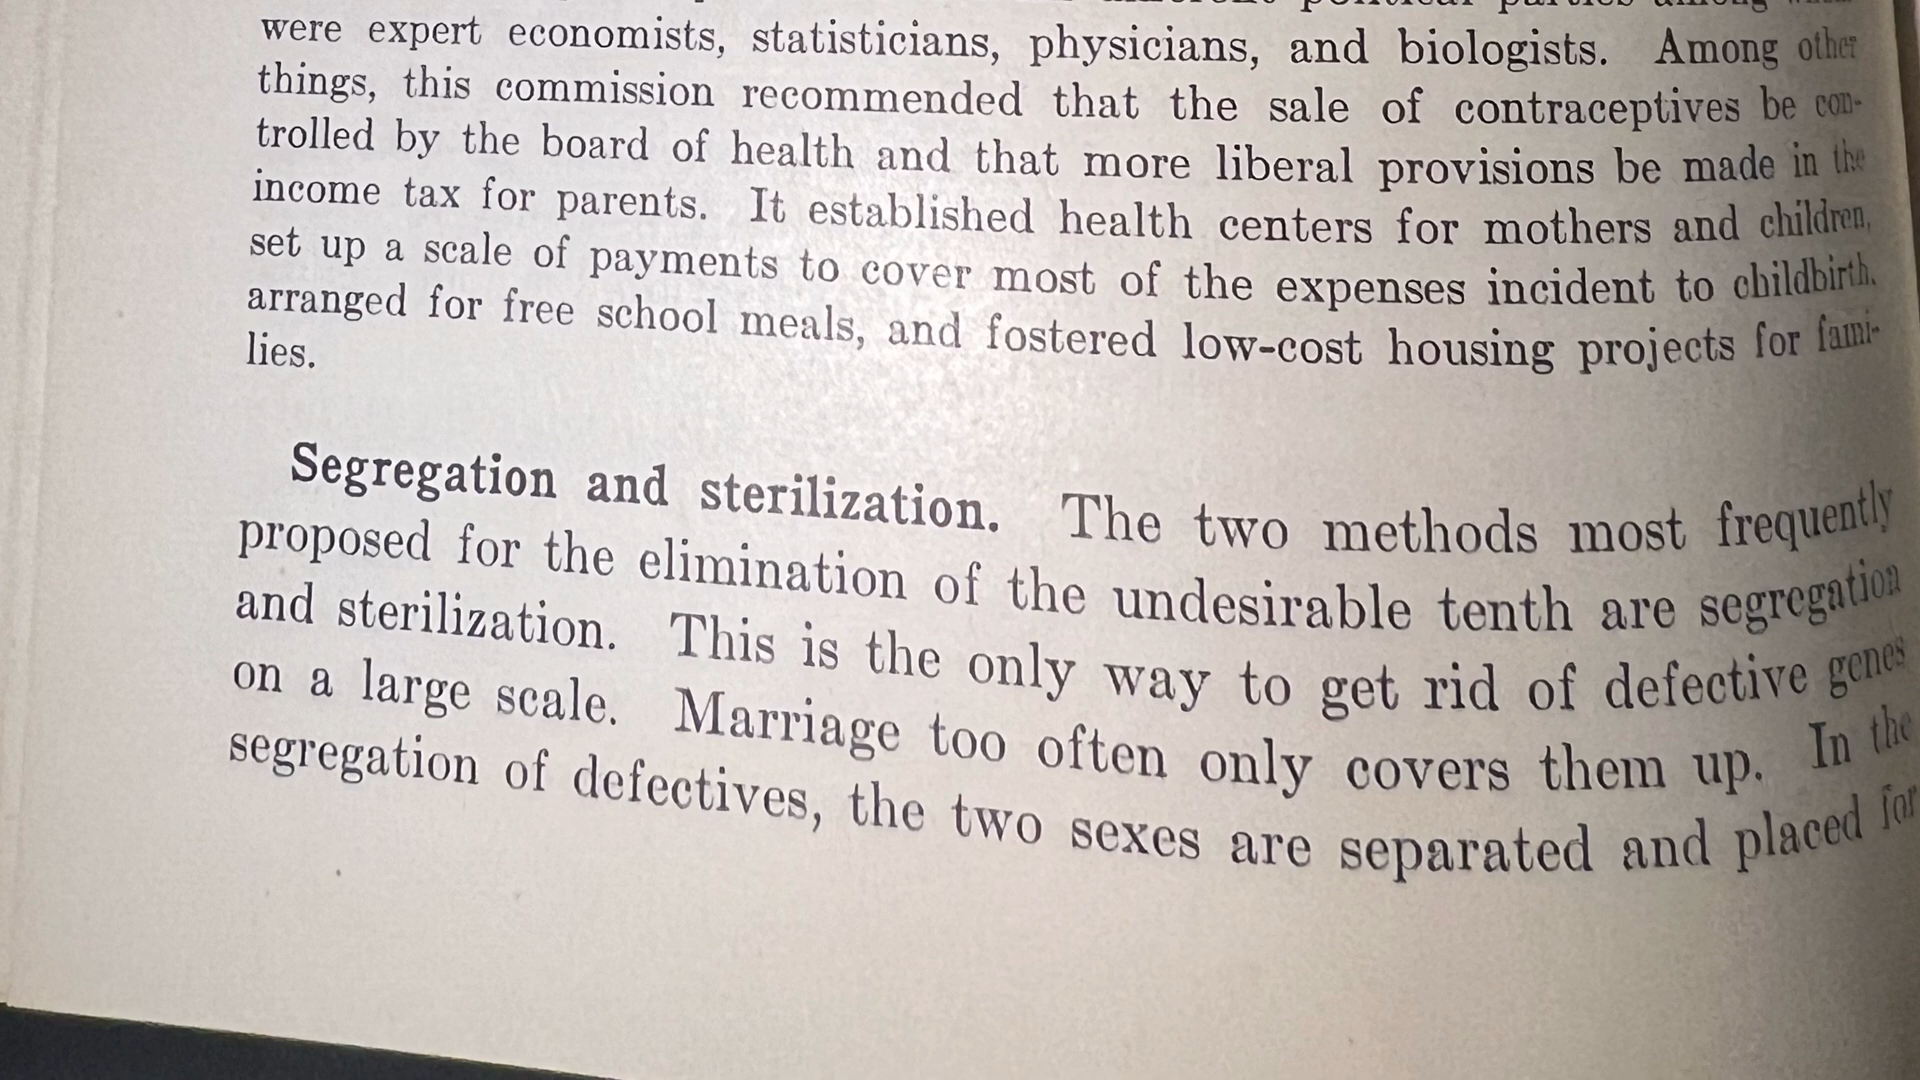 political parties among
were expert economists, statisticians, physicians, and biologists. Among other
things, this commission recommended that the sale of contraceptives be con-
trolled by the board of health and that more liberal provisions be made in the
income tax for parents. It established health centers for mothers and children,
set up a scale of payments to cover most of the expenses incident to childbirth,
arranged for free school meals, and fostered low-cost housing projects for fami-
lies.
Segregation and sterilization. The two methods most frequently
proposed for the elimination of the undesirable tenth are segregation
and sterilization. This is the only way to get rid of defective genes
on a large scale. Marriage too often only covers them up. In the
segregation of defectives, the two sexes are separated and placed for